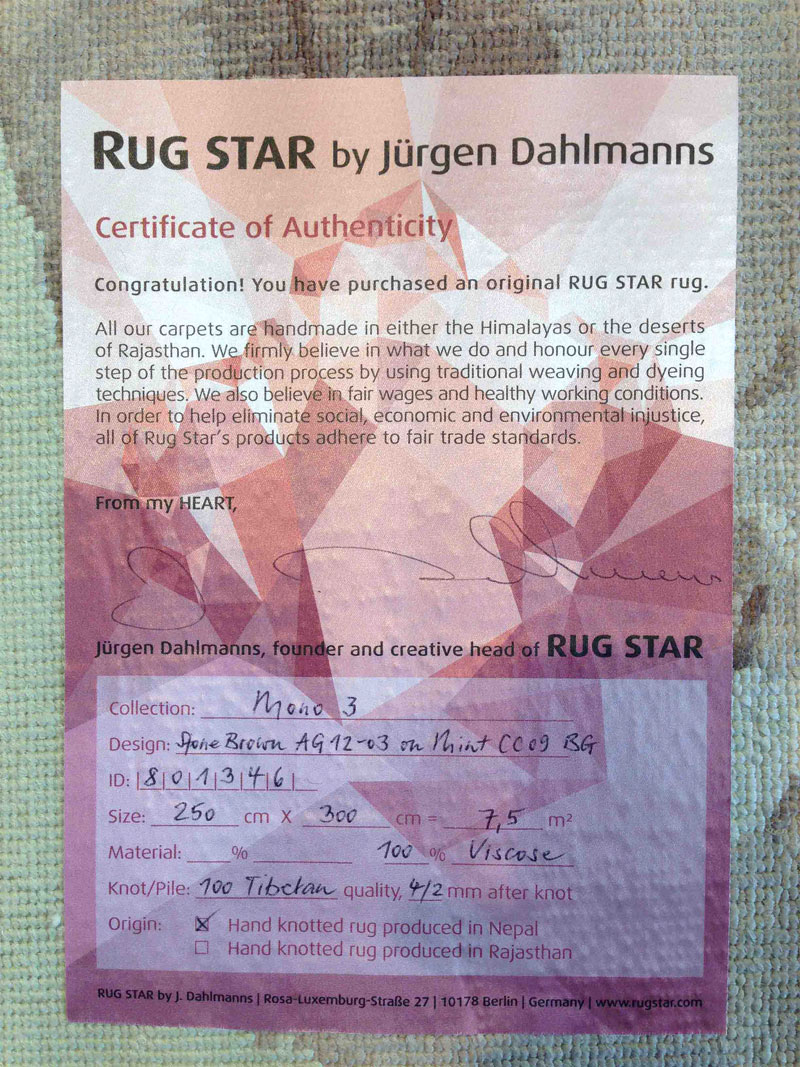 RUG STAR by Jürgen Dahlmanns
Certificate of Authenticity
Congratulation! You have purchased an original RUG STAR rug.
All our carpets are handmade in either the Himalayas or the deserts
of Rajasthan. We firmly believe in what we do and honour every single
step of the production process by using traditional weaving and dyeing
techniques. We also believe in fair wages and healthy working conditions.
In order to help eliminate social, economic and environmental injustice,
all of Rug Star's products adhere to fair trade standards.
From my HEART,
Jürgen Dahlmanns, founder and creative head of RUG STAR
Collection: Mono 3
Design: Stone Brown AG12-03 on Mint CC09 BG
ID: |8|0|1|3|4|6|
Size: 250 cm X 300 cm = 7,5 m²
Material: % 100 % Viscose
Knot/Pile: 100 Tibetan quality, 4/2 mm after knot
Origin: ☒ Hand knotted rug produced in Nepal
☐ Hand knotted rug produced in Rajasthan
RUG STAR by J. Dahlmanns | Rosa-Luxemburg-Straße 27 | 10178 Berlin | Germany | www.rugstar.com